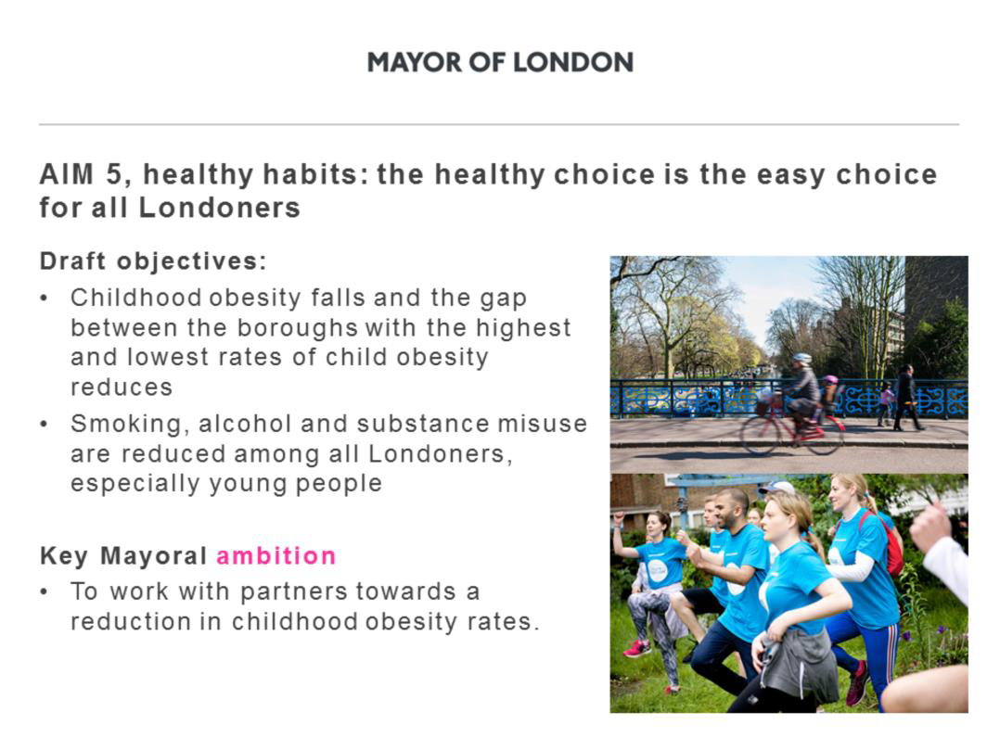 MAYOR OF LONDON
AIM 5, healthy habits: the healthy choice is the easy choice
for all Londoners
Draft objectives:
• Childhood obesity falls and the gap
between the boroughs with the highest
and lowest rates of child obesity
reduces
• Smoking, alcohol and substance misuse
are reduced among all Londoners,
especially young people
Key Mayoral ambition
• To work with partners towards a
reduction in childhood obesity rates.